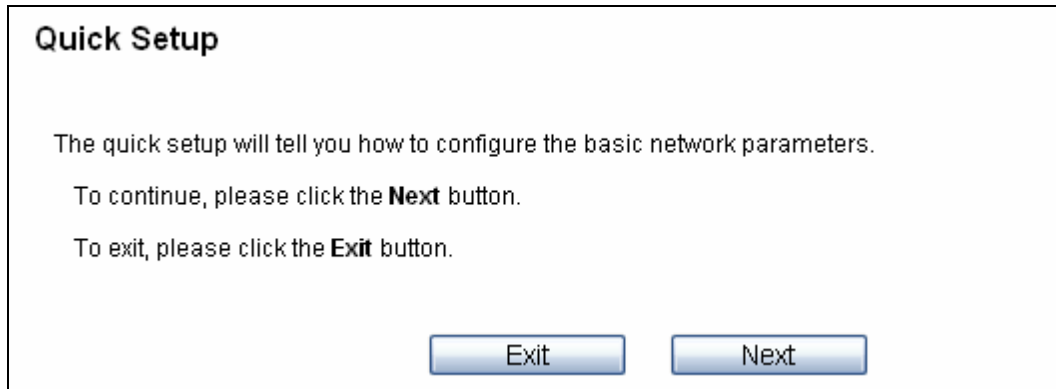 Quick Setup
The quick setup will tell you how to configure the basic network parameters.
To continue, please click the Next button.
To exit, please click the Exit button.
Exit Next